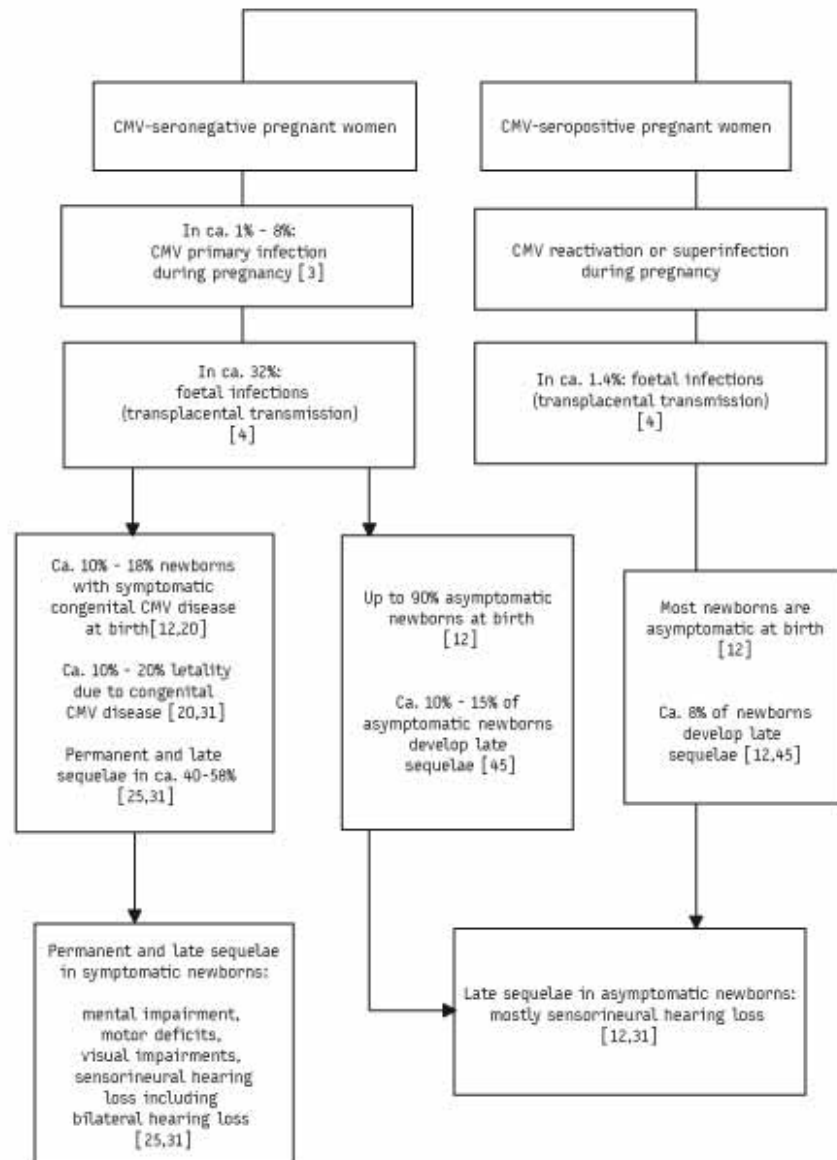 CMV-seronegative pregnant women
CMV-seropositive pregnant women
In ca. 1% - 8%:
CMV primary infection
during pregnancy [3]
CMV reactivation or superinfection
during pregnancy
In ca. 32%:
foetal infections
(transplacental transmission)
[4]
In ca. 1.4%: foetal infections
(transplacental transmission)
[4]
Ca. 10% - 18% newborns
with symptomatic
congenital CMV disease
at birth[12,20]
Ca. 10% - 20% letality
due to congenital
CMV disease [20,31]
Permanent and late
sequelae in ca. 40-58%
[25,31]
Up to 90% asymptomatic
newborns at birth
[12]
Ca. 10% - 15% of
asymptomatic newborns
develop late
sequelae [45]
Most newborns are
asymptomatic at birth
[12]
Ca. 8% of newborns
develop late
sequelae [12,45]
Permanent and late sequelae
in symptomatic newborns:
mental impairment,
motor deficits,
visual impairments,
sensorineural hearing
loss including
bilateral hearing loss
[25,31]
Late sequelae in asymptomatic newborns:
mostly sensorineural hearing loss
[12,31]